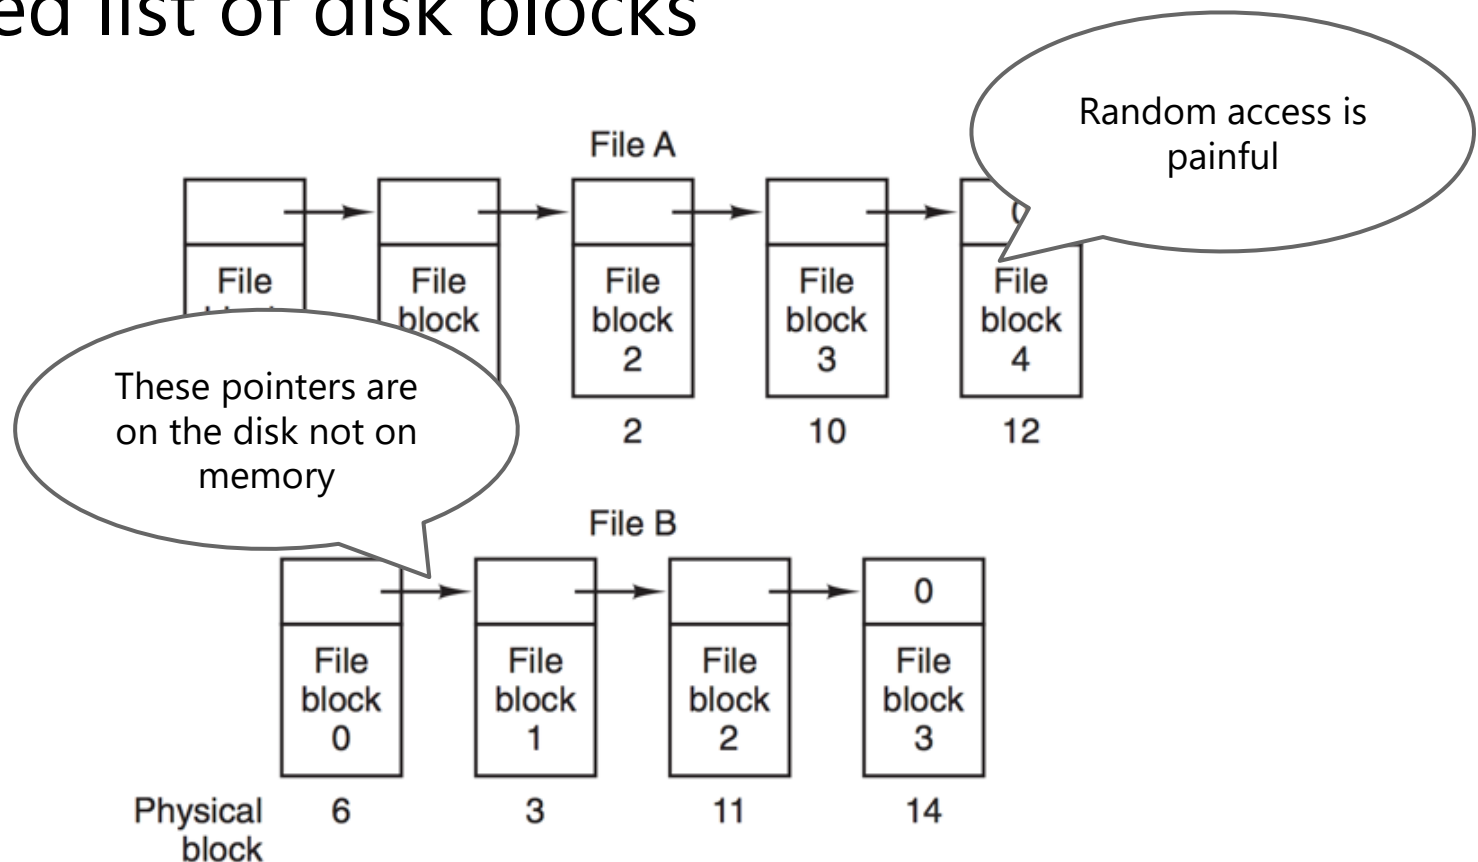 ed list of disk blocks
Random access is
painful
File A
File
File
block
File
block
2
File
block
3
File
block
4
2
10
12
These pointers are
on the disk not on
memory
File B
0
File
block
0
File
block
1
File
block
2
File
block
3
Physical
block
6
3
11
14